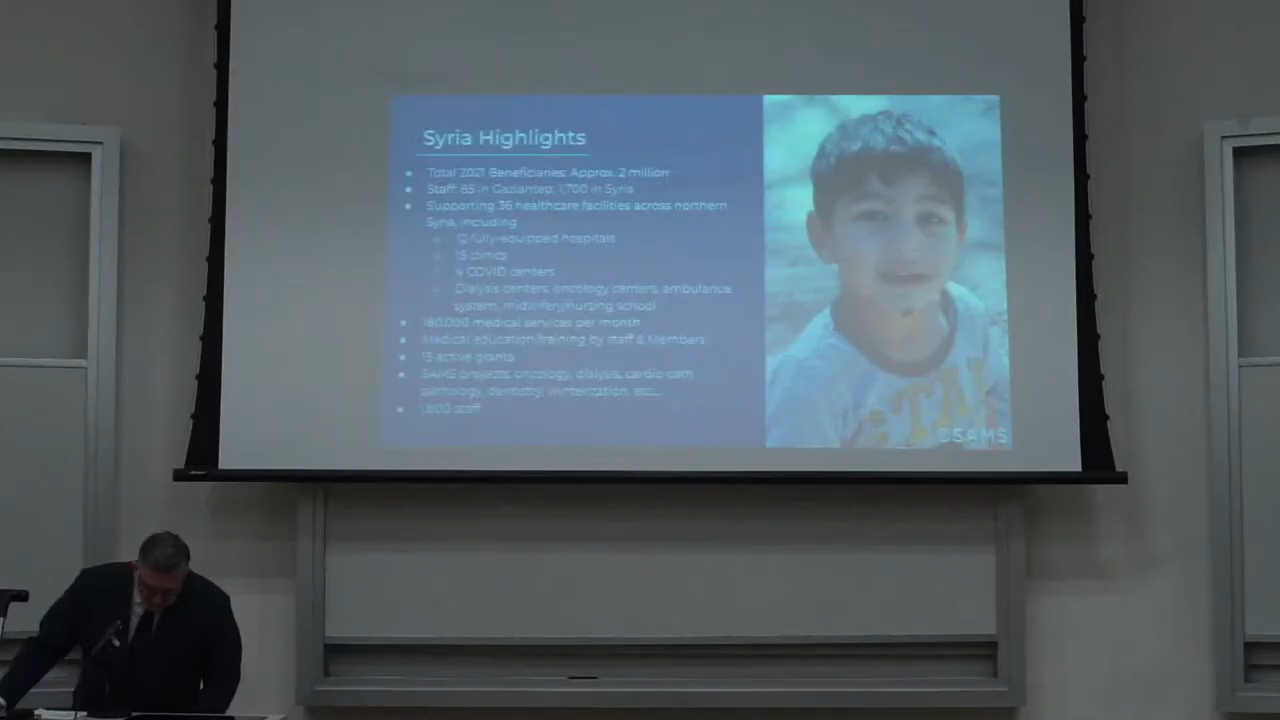 Syria Highlights
Total 2021 Beneficiaries: Approx. 2 million
Staff: 85 in Gaziantep; 1,700 in Syria
Supporting 36 healthcare facilities across northern
Syria, including
12 fully-equipped hospitals
15 clinics
4 COVID centers
Dialysis centers, oncology centers, ambulance
system, midwifery/nursing school
180,000 medical services per month
Medical education/training by staff & Members
15 active grants
SAMS projects: oncology, dialysis, cardio cath
pathology, dentistry, winterization, etc...
1,800 staff
SAMS